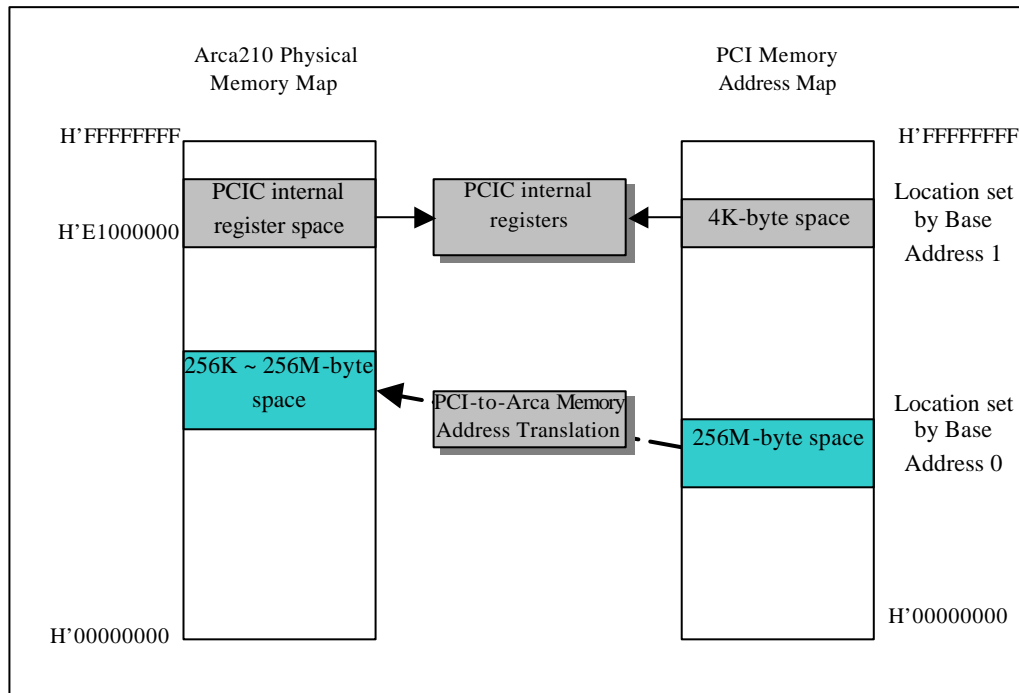 Arca210 Physical
Memory Map
PCI Memory
Address Map
H’FFFFFFFF
H’FFFFFFFF
PCIC internal
register space
PCIC internal
registers
4K-byte space
Location set
by Base
Address 1
H’E1000000
256K ~ 256M-byte
space
PCI-to-Arca Memory
Address Translation
256M-byte space
Location set
by Base
Address 0
H’00000000
H’00000000